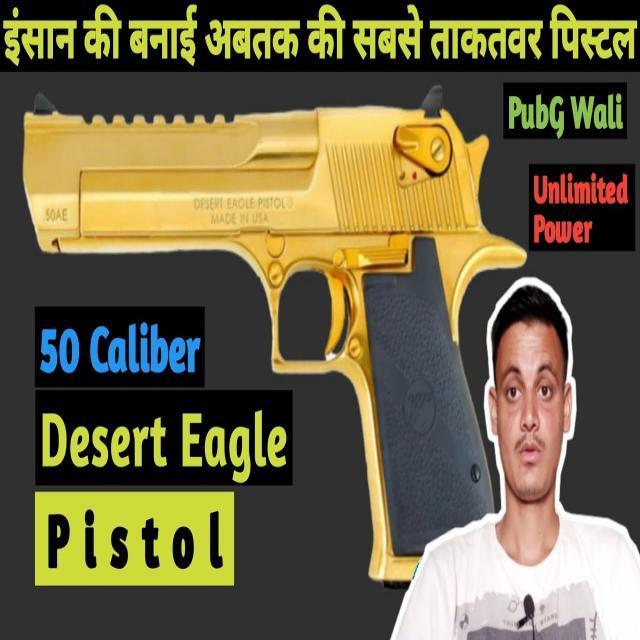 इंसान की बनाई अबतक की सबसे ताकतवर पिस्टल
PubG Wali
Unlimited
Power
DESERT EAGLE PISTOL®
MADE IN USA
.50AE
50 Caliber
Desert Eagle
Pistol